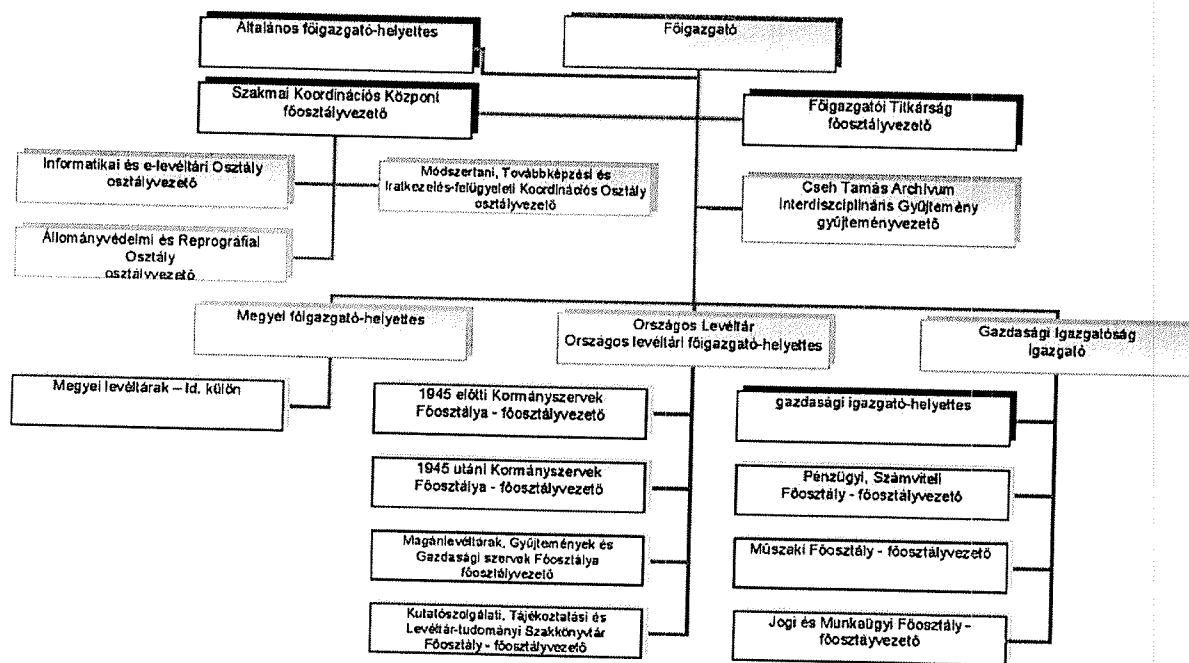 Általános főigazgató-helyettes
Főigazgató
Szakmai Koordinációs Központ
főosztályvezető
Főigazgatói Titkárság
főosztályvezető
Informatikai és e-levéltári Osztály
osztályvezető
Módszertani, Továbbképzési és
Iratkezelés-felügyeleti Koordinációs Osztály
osztályvezető
Cseh Tamás Archívum
Interdiszciplináris Gyűjtemény
gyűjteményvezető
Állományvédelmi és Reprográfiai
Osztály
osztályvezető
Megyei főigazgató-helyettes
Országos Levéltár
Országos levéltári főigazgató-helyettes
Gazdasági Igazgatóság
Igazgató
Megyei levéltárak – ld. külön
1945 előtti Kormányszervek
Főosztálya - főosztályvezető
gazdasági igazgató-helyettes
1945 utáni Kormányszervek
Főosztálya - főosztályvezető
Pénzügyi, Számviteli
Főosztály - főosztályvezető
Magánlevéltárak, Gyűjtemények és
Gazdasági szervek Főosztálya
főosztályvezető
Műszaki Főosztály - főosztályvezető
Kutatószolgálati, Tájékoztatási és
Levéltár-tudományi Szakkönyvtár
Főosztály - főosztályvezető
Jogi és Munkaügyi Főosztály -
főosztáyvezető